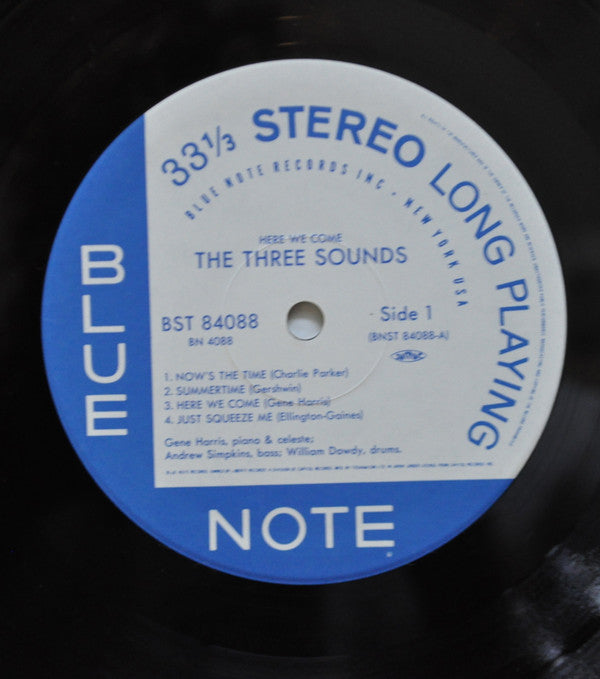 33⅓ STEREO LONG PLAYING
BLUE NOTE RECORDS INC • NEW YORK USA
HERE WE COME
THE THREE SOUNDS
BST 84088
BN 4088
Side 1
(BNST 84088-A)
1. NOW'S THE TIME (Charlie Parker)
2. SUMMERTIME (Gershwin)
3. HERE WE COME (Gene Harris)
4. JUST SQUEEZE ME (Ellington-Gaines)
Gene Harris, piano & celeste;
Andrew Simpkins, bass; William Dowdy, drums.
BLUE
NOTE